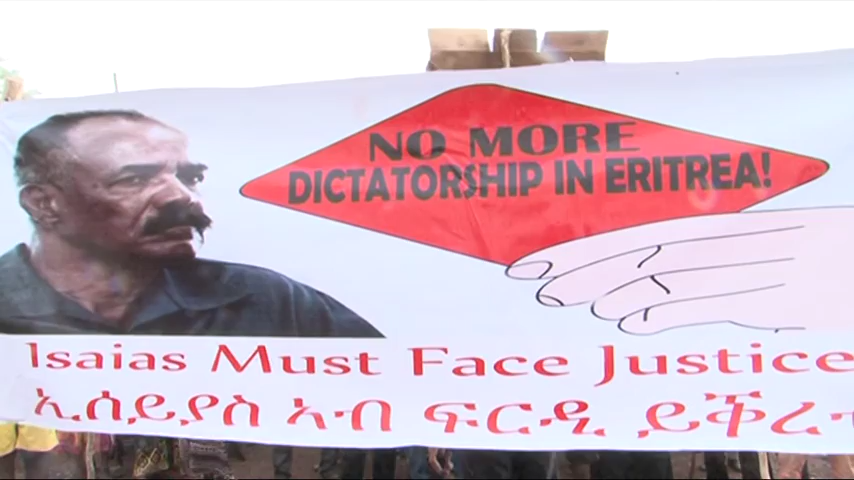 NO MORE
DICTATORSHIP IN ERITREA!
Isaias Must Face Justice
ኢሰይያስ ኣብ ፍርዲ